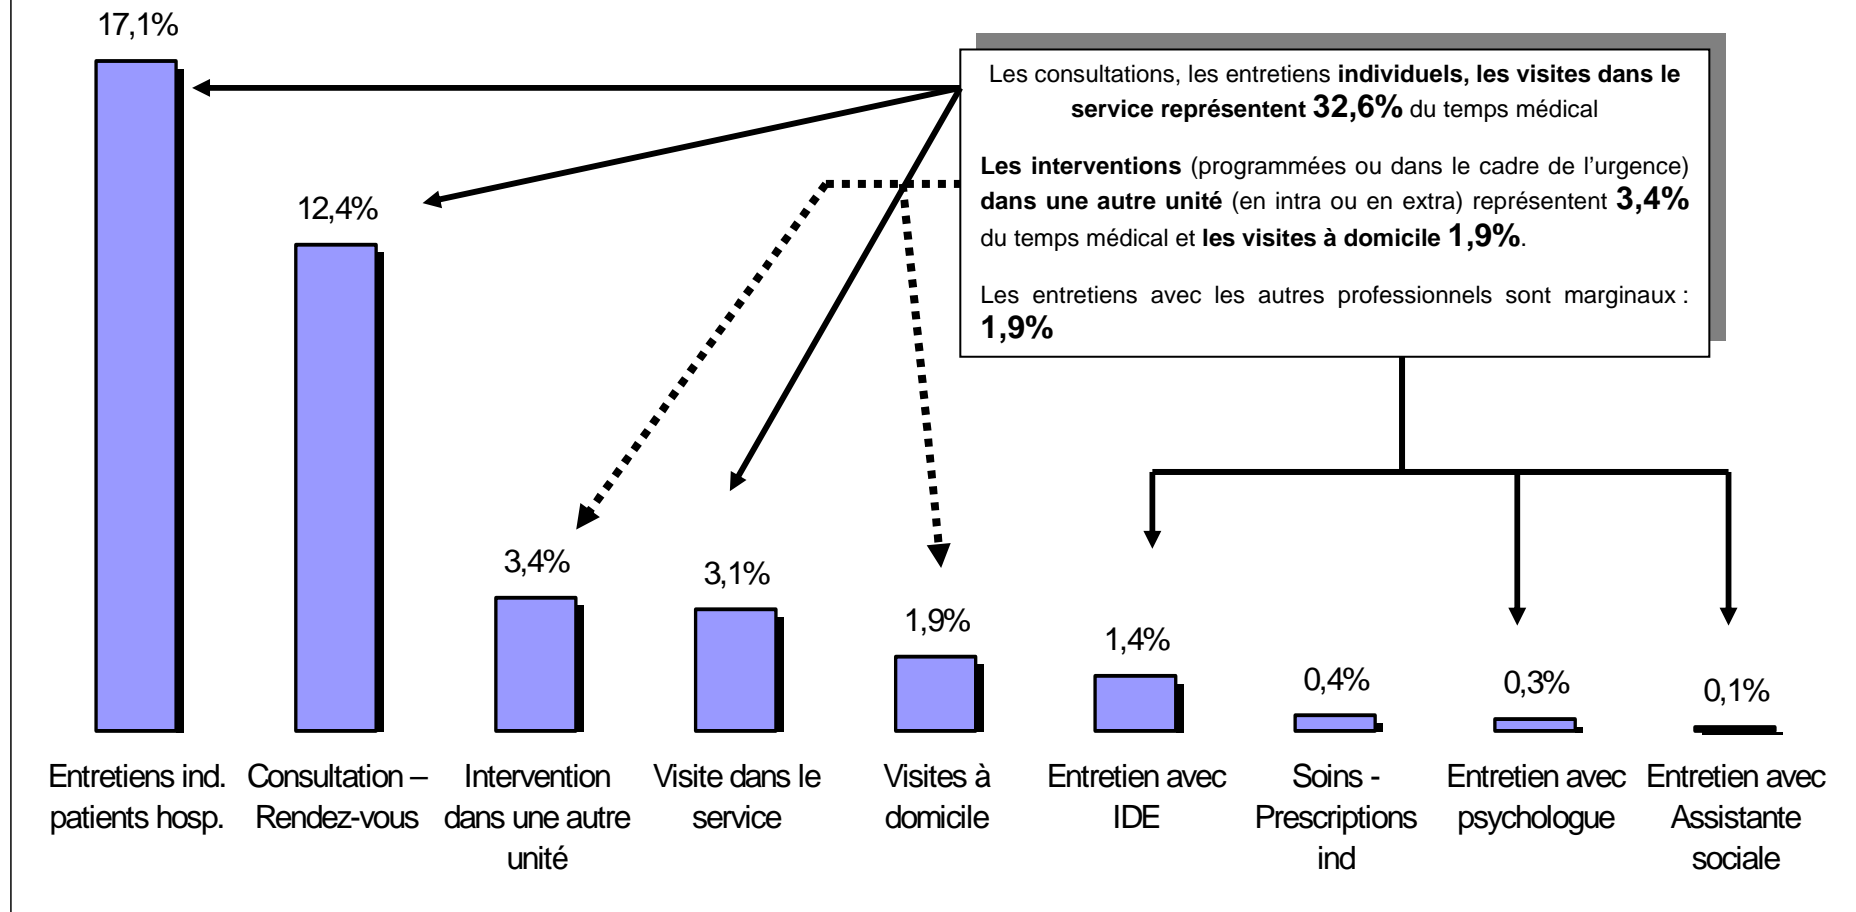 17,1%
Les consultations, les entretiens individuels, les visites dans le
service représentent 32,6% du temps médical
Les interventions (programmées ou dans le cadre de l’urgence)
dans une autre unité (en intra ou en extra) représentent 3,4%
du temps médical et les visites à domicile 1,9%.
Les entretiens avec les autres professionnels sont marginaux :
1,9%
12,4%
3,4%
3,1%
1,9%
1,4%
0,4%
0,3%
0,1%
Entretiens ind.
patients hosp.
Consultation –
Rendez-vous
Intervention
dans une autre
unité
Visite dans le
service
Visites à
domicile
Entretien avec
IDE
Soins -
Prescriptions
ind
Entretien avec
psychologue
Entretien avec
Assistante
sociale